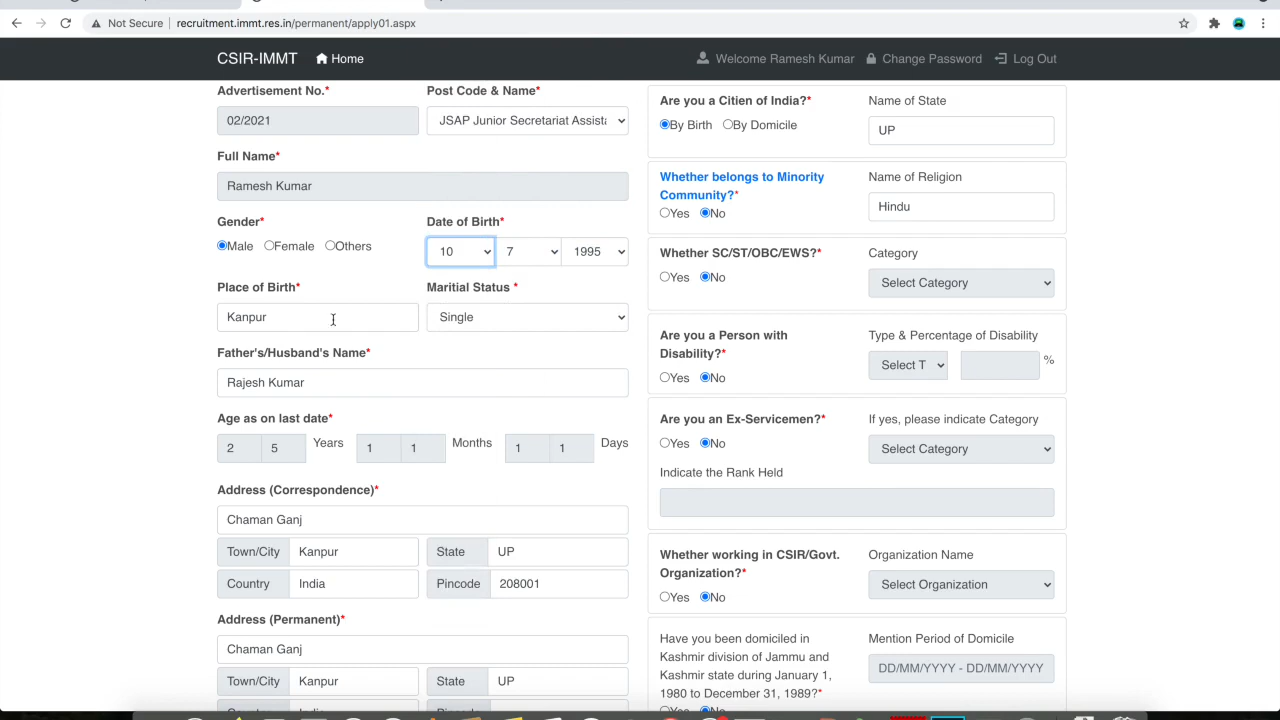 Not Secure recruitment.immt.res.in/permanent/apply01.aspx
CSIR-IMMT Home Welcome Ramesh Kumar Change Password Log Out
Advertisement No.* Post Code & Name*
02/2021 JSAP Junior Secretariat Assista
Full Name*
Ramesh Kumar
Gender* Date of Birth*
Male Female Others 10 7 1995
Place of Birth* Maritial Status *
Kanpur Single
Father's/Husband's Name*
Rajesh Kumar
Age as on last date*
2 5 Years 1 1 Months 1 1 Days
Address (Correspondence)*
Chaman Ganj
Town/City Kanpur State UP
Country India Pincode 208001
Address (Permanent)*
Chaman Ganj
Town/City Kanpur State UP
Are you a Citien of India?* Name of State
By Birth By Domicile UP
Whether belongs to Minority Name of Religion
Community?*
Yes No Hindu
Whether SC/ST/OBC/EWS?* Category
Yes No Select Category
Are you a Person with Type & Percentage of Disability
Disability?* Select T %
Yes No
Are you an Ex-Servicemen?* If yes, please indicate Category
Yes No Select Category
Indicate the Rank Held
Whether working in CSIR/Govt. Organization Name
Organization?* Select Organization
Yes No
Have you been domiciled in Mention Period of Domicile
Kashmir division of Jammu and DD/MM/YYYY - DD/MM/YYYY
Kashmir state during January 1,
1980 to December 31, 1989?*